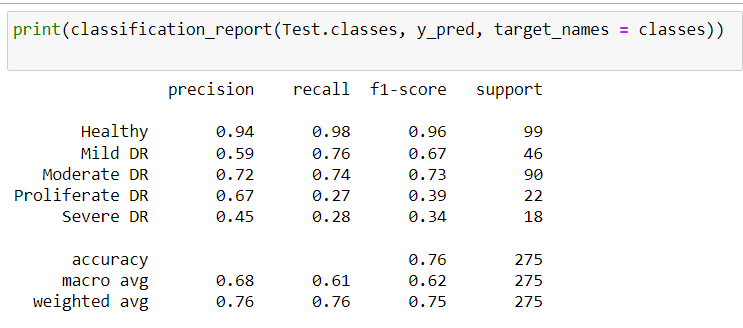 print(classification_report(Test.classes, y_pred, target_names = classes))
precision recall f1-score support
Healthy 0.94 0.98 0.96 99
Mild DR 0.59 0.76 0.67 46
Moderate DR 0.72 0.74 0.73 90
Proliferate DR 0.67 0.27 0.39 22
Severe DR 0.45 0.28 0.34 18
accuracy 0.76 275
macro avg 0.68 0.61 0.62 275
weighted avg 0.76 0.76 0.75 275